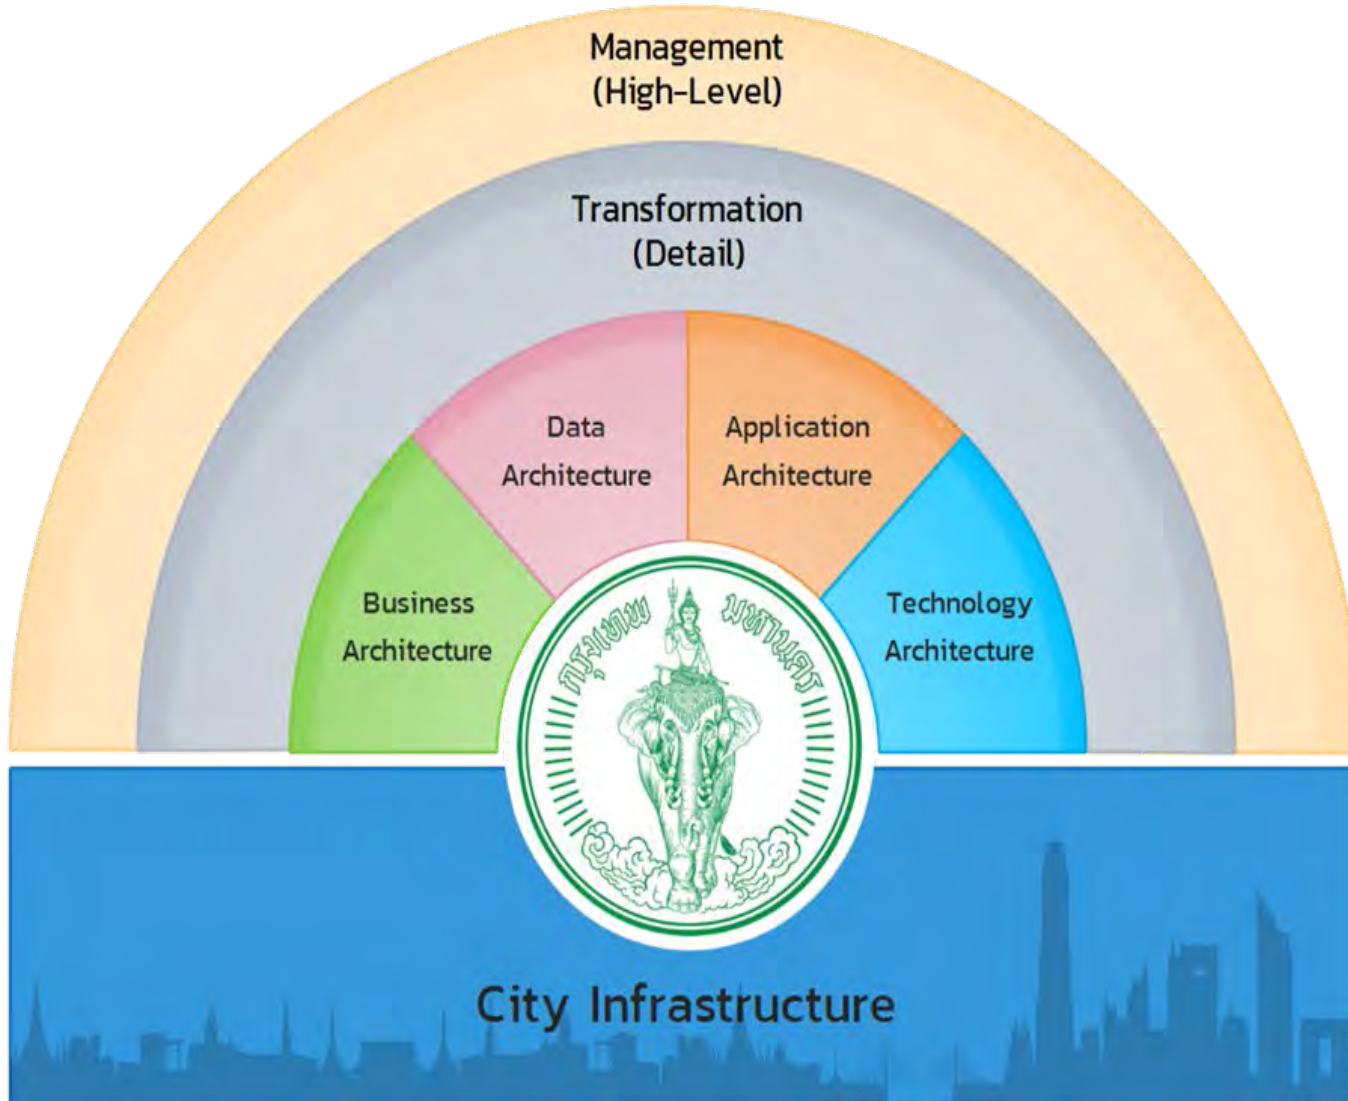 Management
(High-Level)
Transformation
(Detail)
Data
Architecture
Application
Architecture
Business
Architecture
Technology
Architecture
กรุงเทพ มหานคร
City Infrastructure